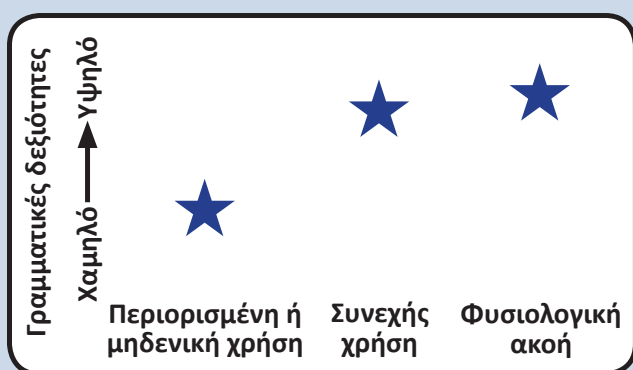 Γραμματικές δεξιότητες
Χαμηλό
Υψηλό
Περιορισμένη ή
μηδενική χρήση
Συνεχής
χρήση
Φυσιολογική
ακοή